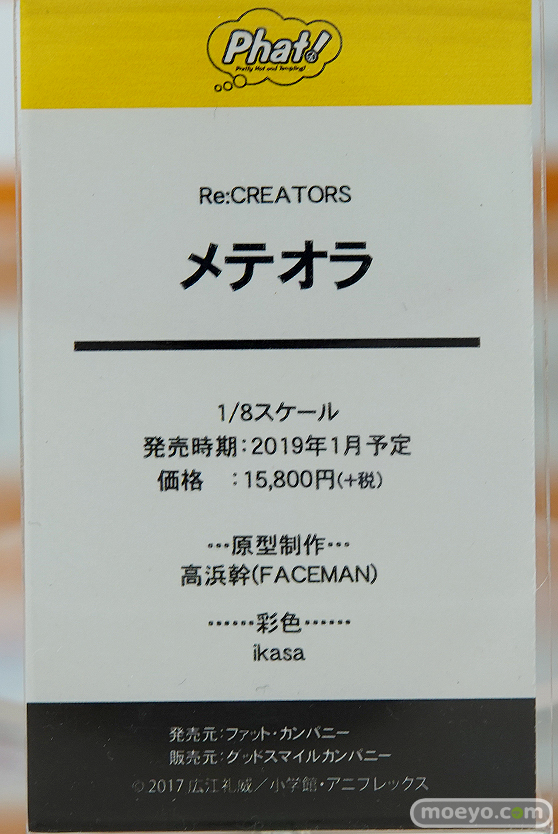 Phat!
Pretty Hot and Tempting!
Re:CREATORS
メテオラ
1/8スケール
発売時期：2019年1月予定
価格　：15,800円(+税)
…原型制作…
高浜幹(FACEMAN)
……彩色……
ikasa
発売元：ファット・カンパニー
販売元：グッドスマイルカンパニー
©2017 広江礼威／小学館・アニプレックス
moeyo.com